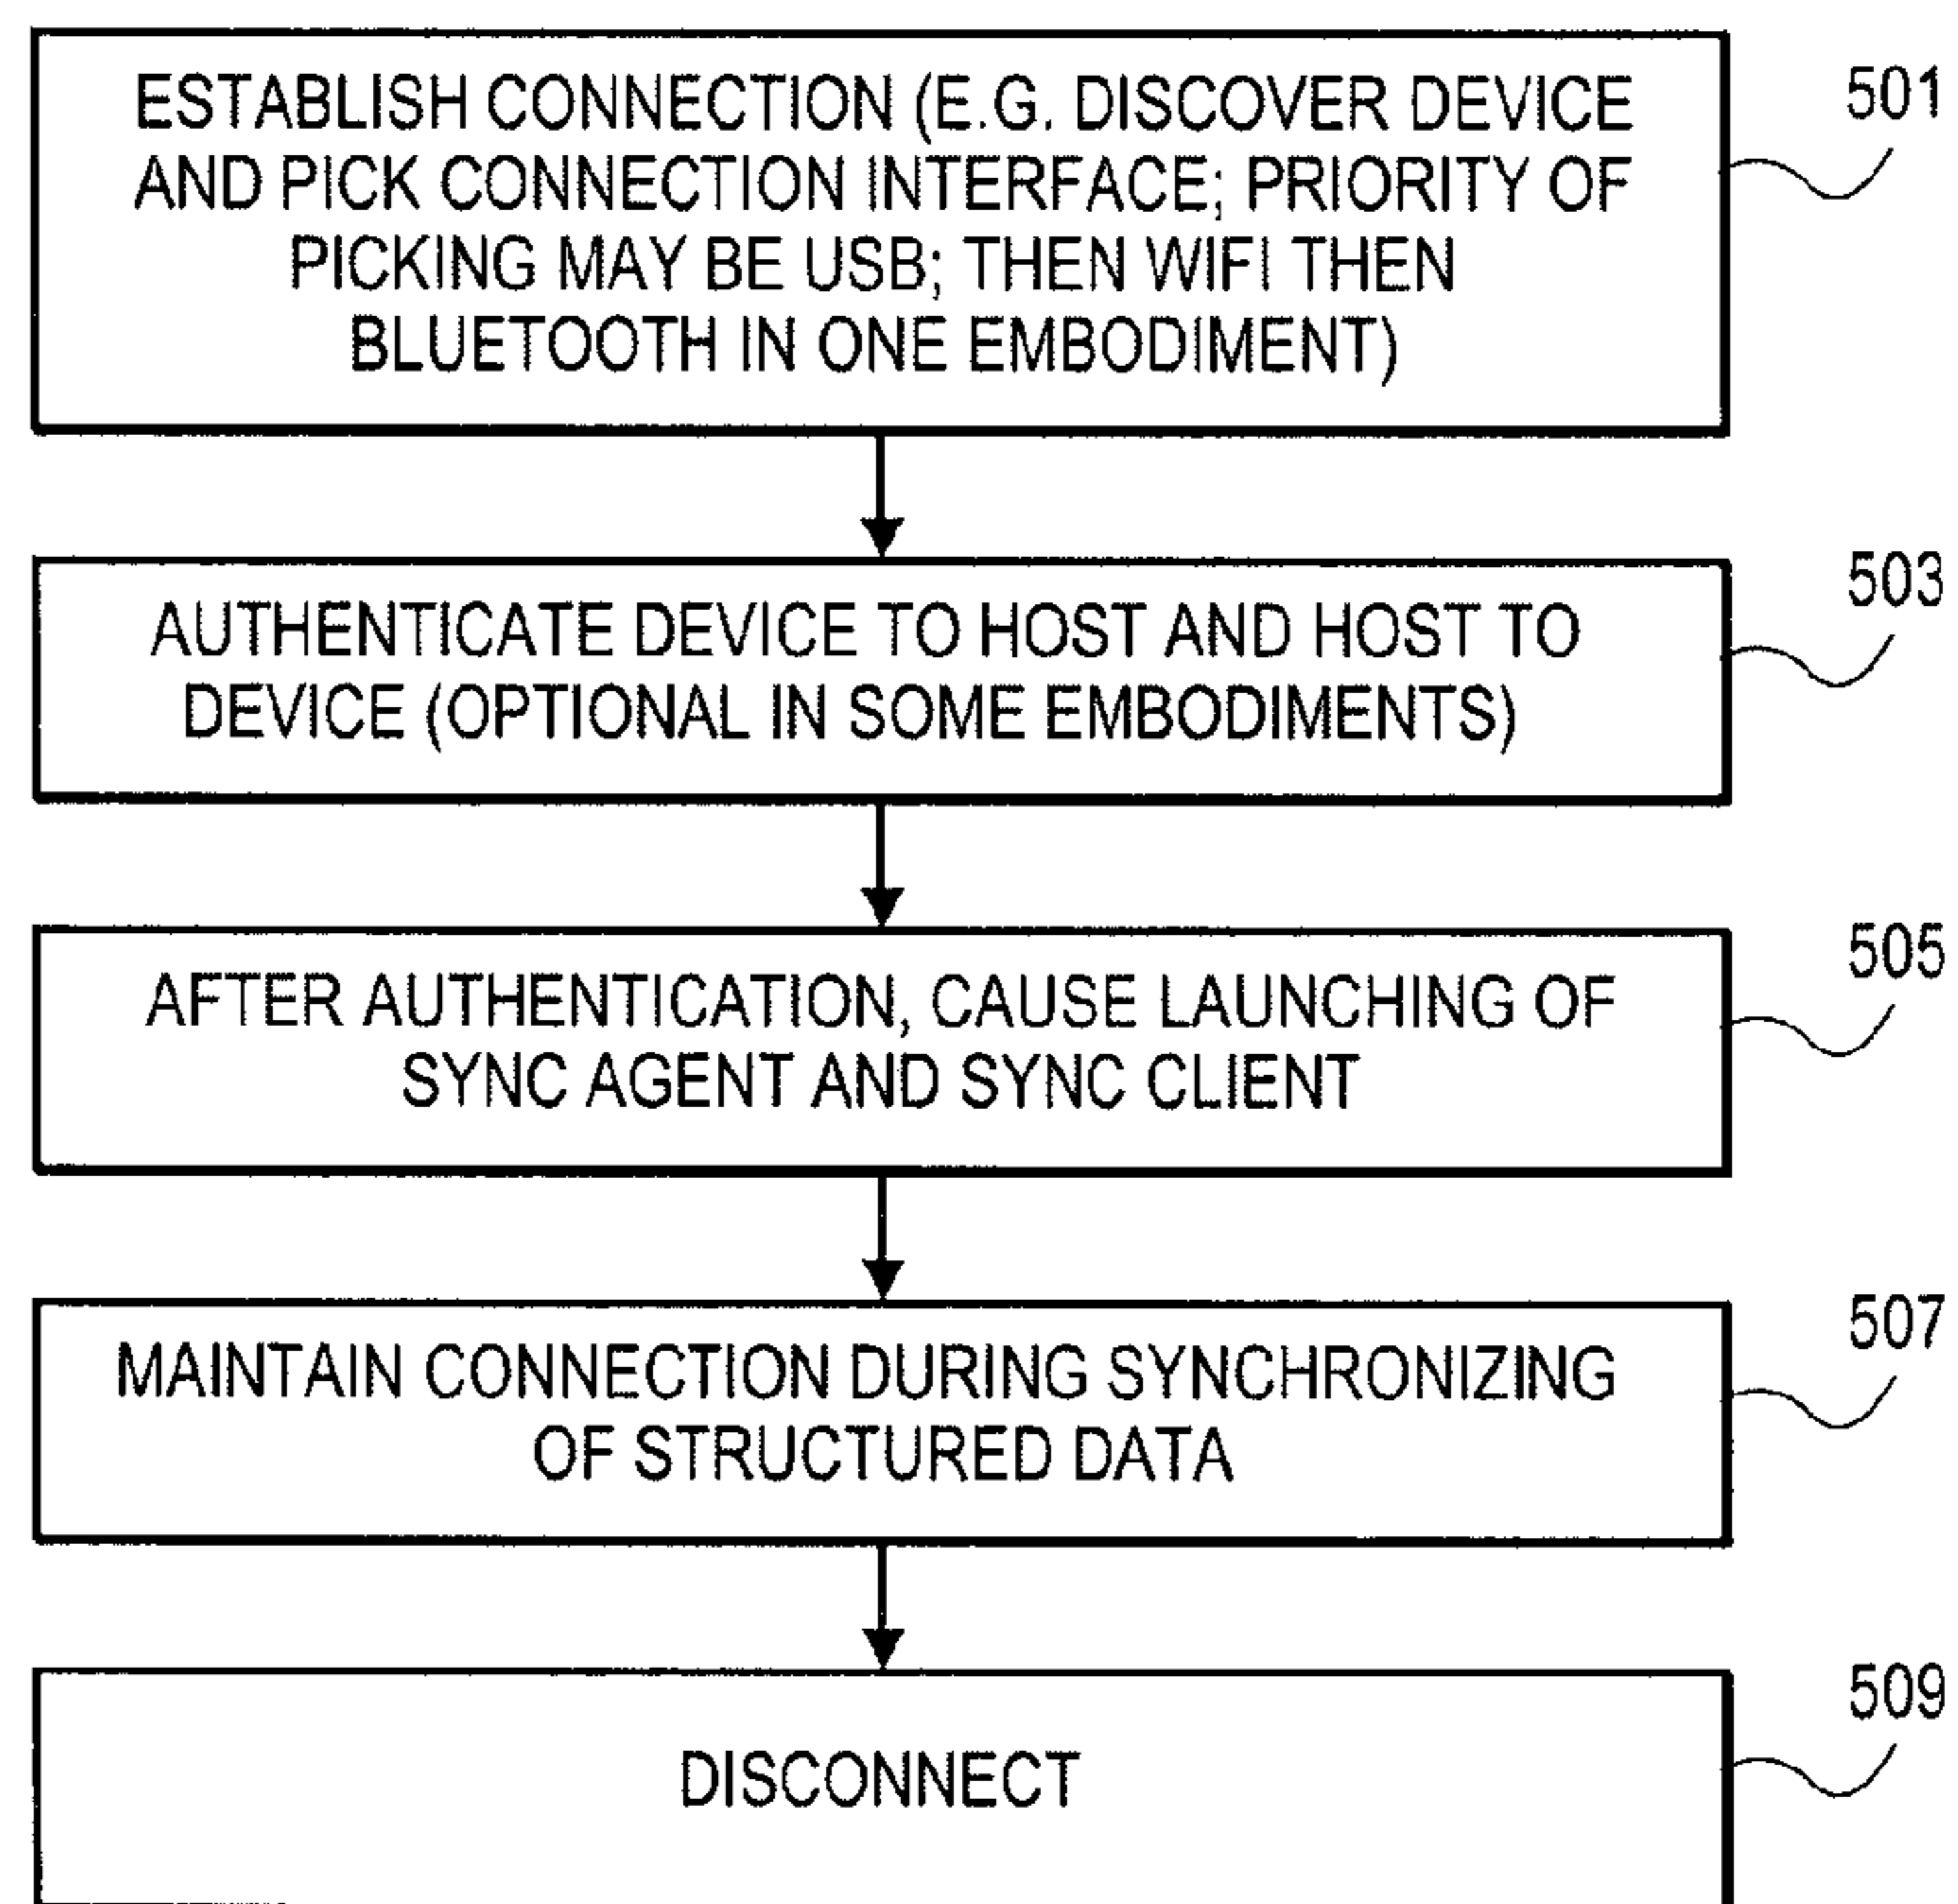 ESTABLISH CONNECTION (E.G. DISCOVER DEVICE
AND PICK CONNECTION INTERFACE; PRIORITY OF
PICKING MAY BE USB; THEN WIFI THEN
BLUETOOTH IN ONE EMBODIMENT)
501
AUTHENTICATE DEVICE TO HOST AND HOST TO
DEVICE (OPTIONAL IN SOME EMBODIMENTS)
503
AFTER AUTHENTICATION, CAUSE LAUNCHING OF
SYNC AGENT AND SYNC CLIENT
505
MAINTAIN CONNECTION DURING SYNCHRONIZING
OF STRUCTURED DATA
507
DISCONNECT
509